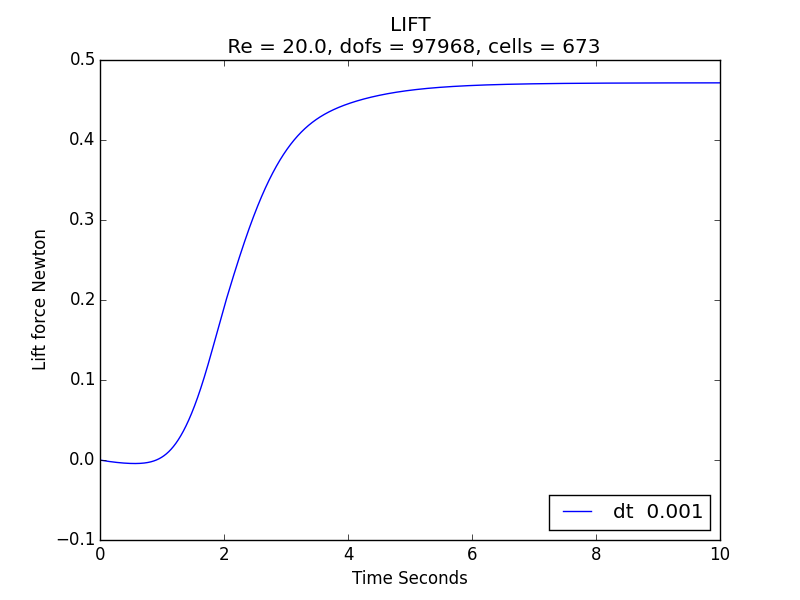 LIFT
Re = 20.0, dofs = 97968, cells = 673
0.5
0.4
0.3
0.2
0.1
0.0
−0.1
Lift force Newton
dt  0.001
0 2 4 6 8 10
Time Seconds